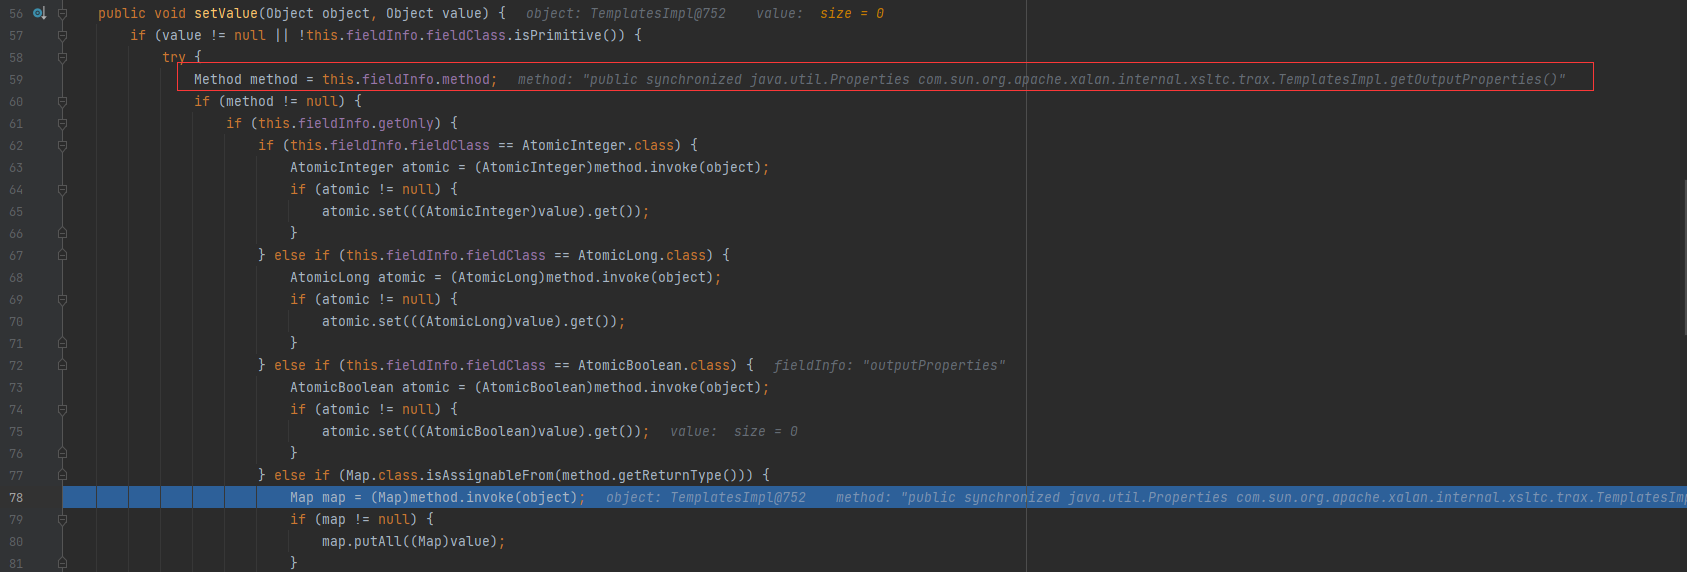 56 public void setValue(Object object, Object value) { object: TemplatesImpl@752 value: size = 0
57 if (value != null || !this.fieldInfo.fieldClass.isPrimitive()) {
58 try {
59 Method method = this.fieldInfo.method; method: "public synchronized java.util.Properties com.sun.org.apache.xalan.internal.xsltc.trax.TemplatesImpl.getOutputProperties()"
60 if (method != null) {
61 if (this.fieldInfo.getOnly) {
62 if (this.fieldInfo.fieldClass == AtomicInteger.class) {
63 AtomicInteger atomic = (AtomicInteger)method.invoke(object);
64 if (atomic != null) {
65 atomic.set(((AtomicInteger)value).get());
66 }
67 } else if (this.fieldInfo.fieldClass == AtomicLong.class) {
68 AtomicLong atomic = (AtomicLong)method.invoke(object);
69 if (atomic != null) {
70 atomic.set(((AtomicLong)value).get());
71 }
72 } else if (this.fieldInfo.fieldClass == AtomicBoolean.class) { fieldInfo: "outputProperties"
73 AtomicBoolean atomic = (AtomicBoolean)method.invoke(object);
74 if (atomic != null) {
75 atomic.set(((AtomicBoolean)value).get()); value: size = 0
76 }
77 } else if (Map.class.isAssignableFrom(method.getReturnType())) {
78 Map map = (Map)method.invoke(object); object: TemplatesImpl@752 method: "public synchronized java.util.Properties com.sun.org.apache.xalan.internal.xsltc.trax.TemplatesImp
79 if (map != null) {
80 map.putAll((Map)value);
81 }